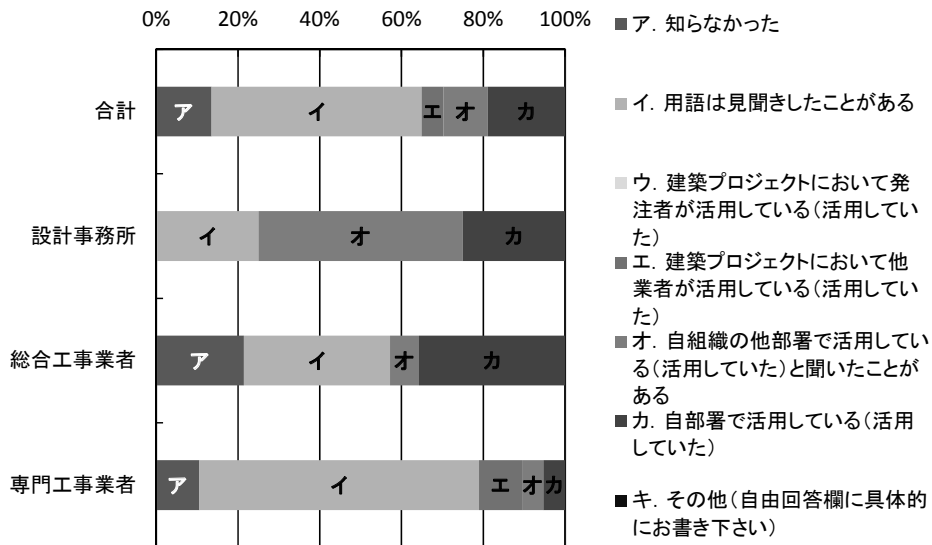 0% 20% 40% 60% 80% 100%
合計
ア イ エ オ カ
設計事務所
イ オ カ
総合工事業者
ア イ オ カ
専門工事業者
ア イ エ オ カ
ア．知らなかった
イ．用語は見聞きしたことがある
ウ．建築プロジェクトにおいて発
注者が活用している（活用してい
た）
エ．建築プロジェクトにおいて他
業者が活用している（活用してい
た）
オ．自組織の他部署で活用してい
る（活用していた）と聞いたことが
ある
カ．自部署で活用している（活用
していた）
キ．その他（自由回答欄に具体的
にお書き下さい）